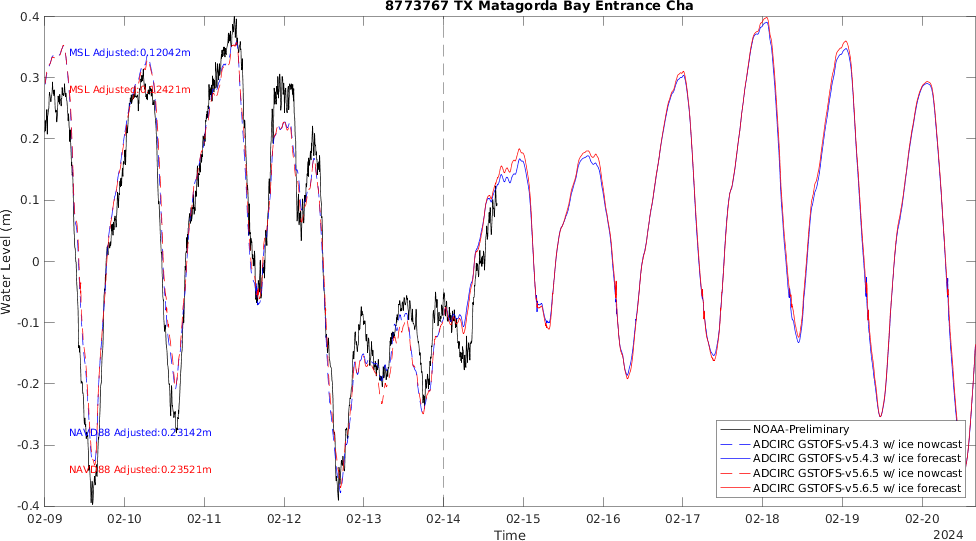 8773767 TX Matagorda Bay Entrance Cha
0.4
0.3
0.2
0.1
0
-0.1
-0.2
-0.3
-0.4
Water Level (m)
MSL Adjusted:0.12042m
MSL Adjusted:0.12421m
NAVD88 Adjusted:0.23142m
NAVD88 Adjusted:0.23521m
NOAA-Preliminary
ADCIRC GSTOFS-v5.4.3 w/ ice nowcast
ADCIRC GSTOFS-v5.4.3 w/ ice forecast
ADCIRC GSTOFS-v5.6.5 w/ ice nowcast
ADCIRC GSTOFS-v5.6.5 w/ ice forecast
02-09 02-10 02-11 02-12 02-13 02-14 02-15 02-16 02-17 02-18 02-19 02-20
Time
2024